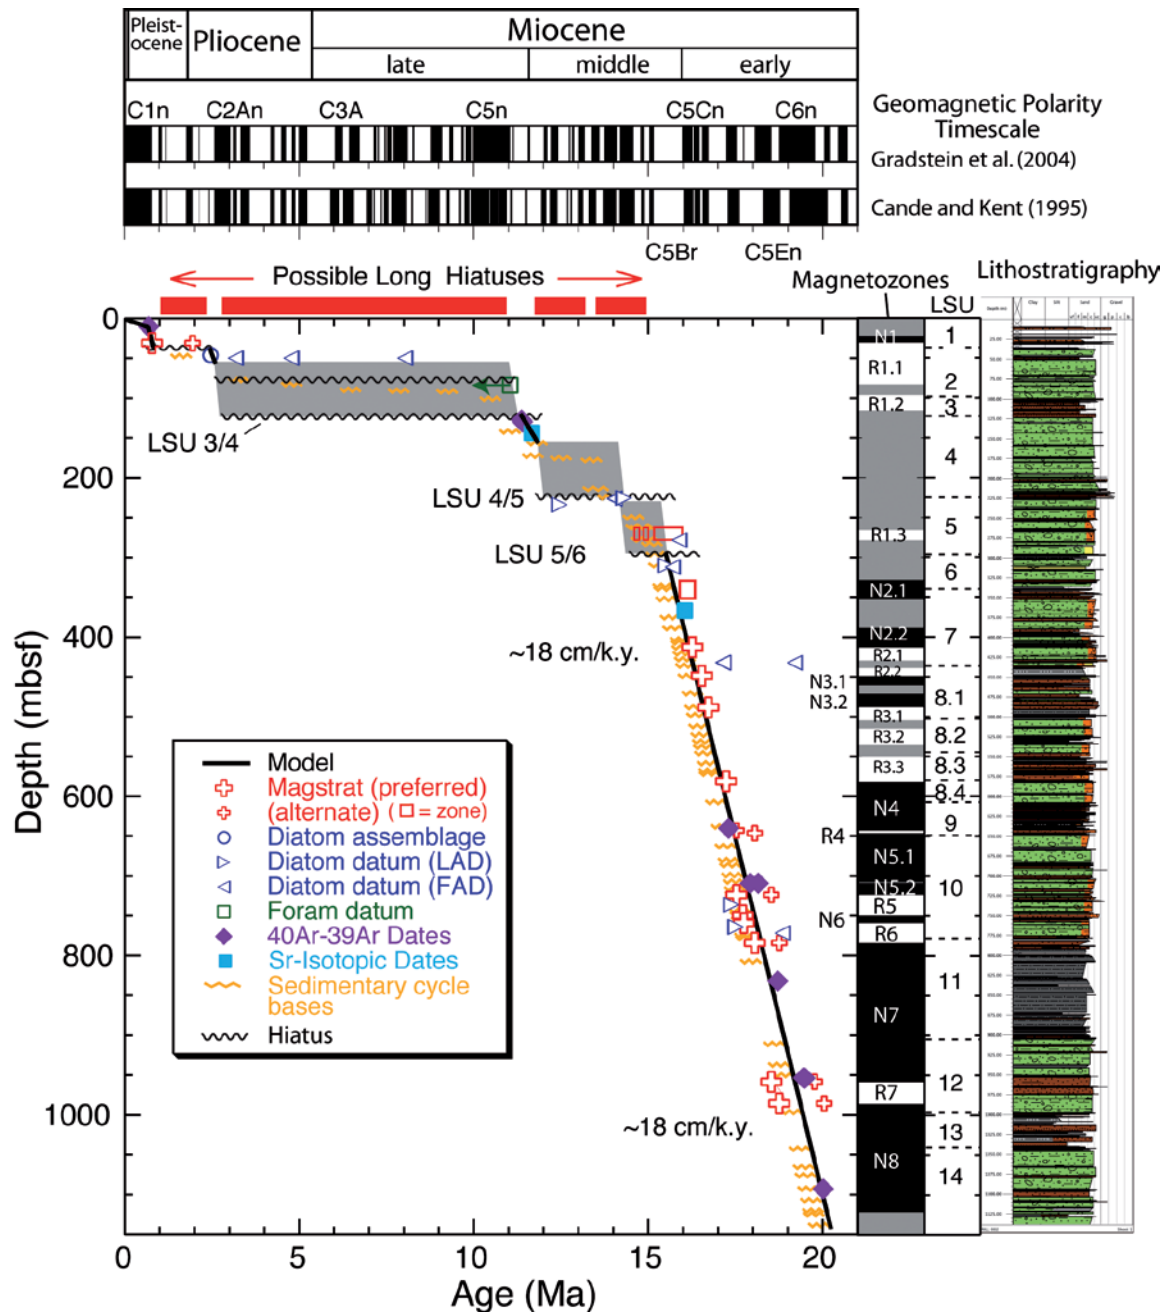 Pleist-
ocene
Pliocene
Miocene
late
middle
early
C1n
C2An
C3A
C5n
C5Cn
C6n
Geomagnetic Polarity
Timescale
Gradstein et al. (2004)
Cande and Kent (1995)
C5Br
C5En
Possible Long Hiatuses
Magnetozones
LSU
Lithostratigraphy
0
200
400
600
800
1000
Depth (mbsf)
LSU 3/4
LSU 4/5
LSU 5/6
~18 cm/k.y.
~18 cm/k.y.
Model
Magstrat (preferred)
(alternate) (□ = zone)
Diatom assemblage
Diatom datum (LAD)
Diatom datum (FAD)
Foram datum
40Ar-39Ar Dates
Sr-Isotopic Dates
Sedimentary cycle
bases
Hiatus
N1
R1.1
R1.2
R1.3
N2.1
N2.2
R2.1
R2.2
N3.1
N3.2
R3.1
R3.2
R3.3
N4
R4
N5.1
N5.2
R5
N6
R6
N7
R7
N8
1
2
3
4
5
6
7
8.1
8.2
8.3
8.4
9
10
11
12
13
14
0
5
10
15
20
Age (Ma)
Clay
Silt
Gravel